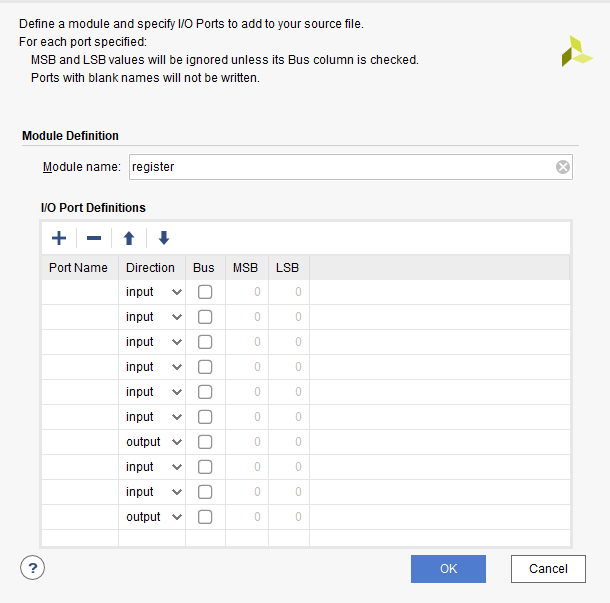 Define a module and specify I/O Ports to add to your source file.
For each port specified:
MSB and LSB values will be ignored unless its Bus column is checked.
Ports with blank names will not be written.
Module Definition
Module name: register
I/O Port Definitions
Port Name Direction Bus MSB LSB
input 0 0
input 0 0
input 0 0
input 0 0
input 0 0
input 0 0
output 0 0
input 0 0
input 0 0
output 0 0
? OK Cancel